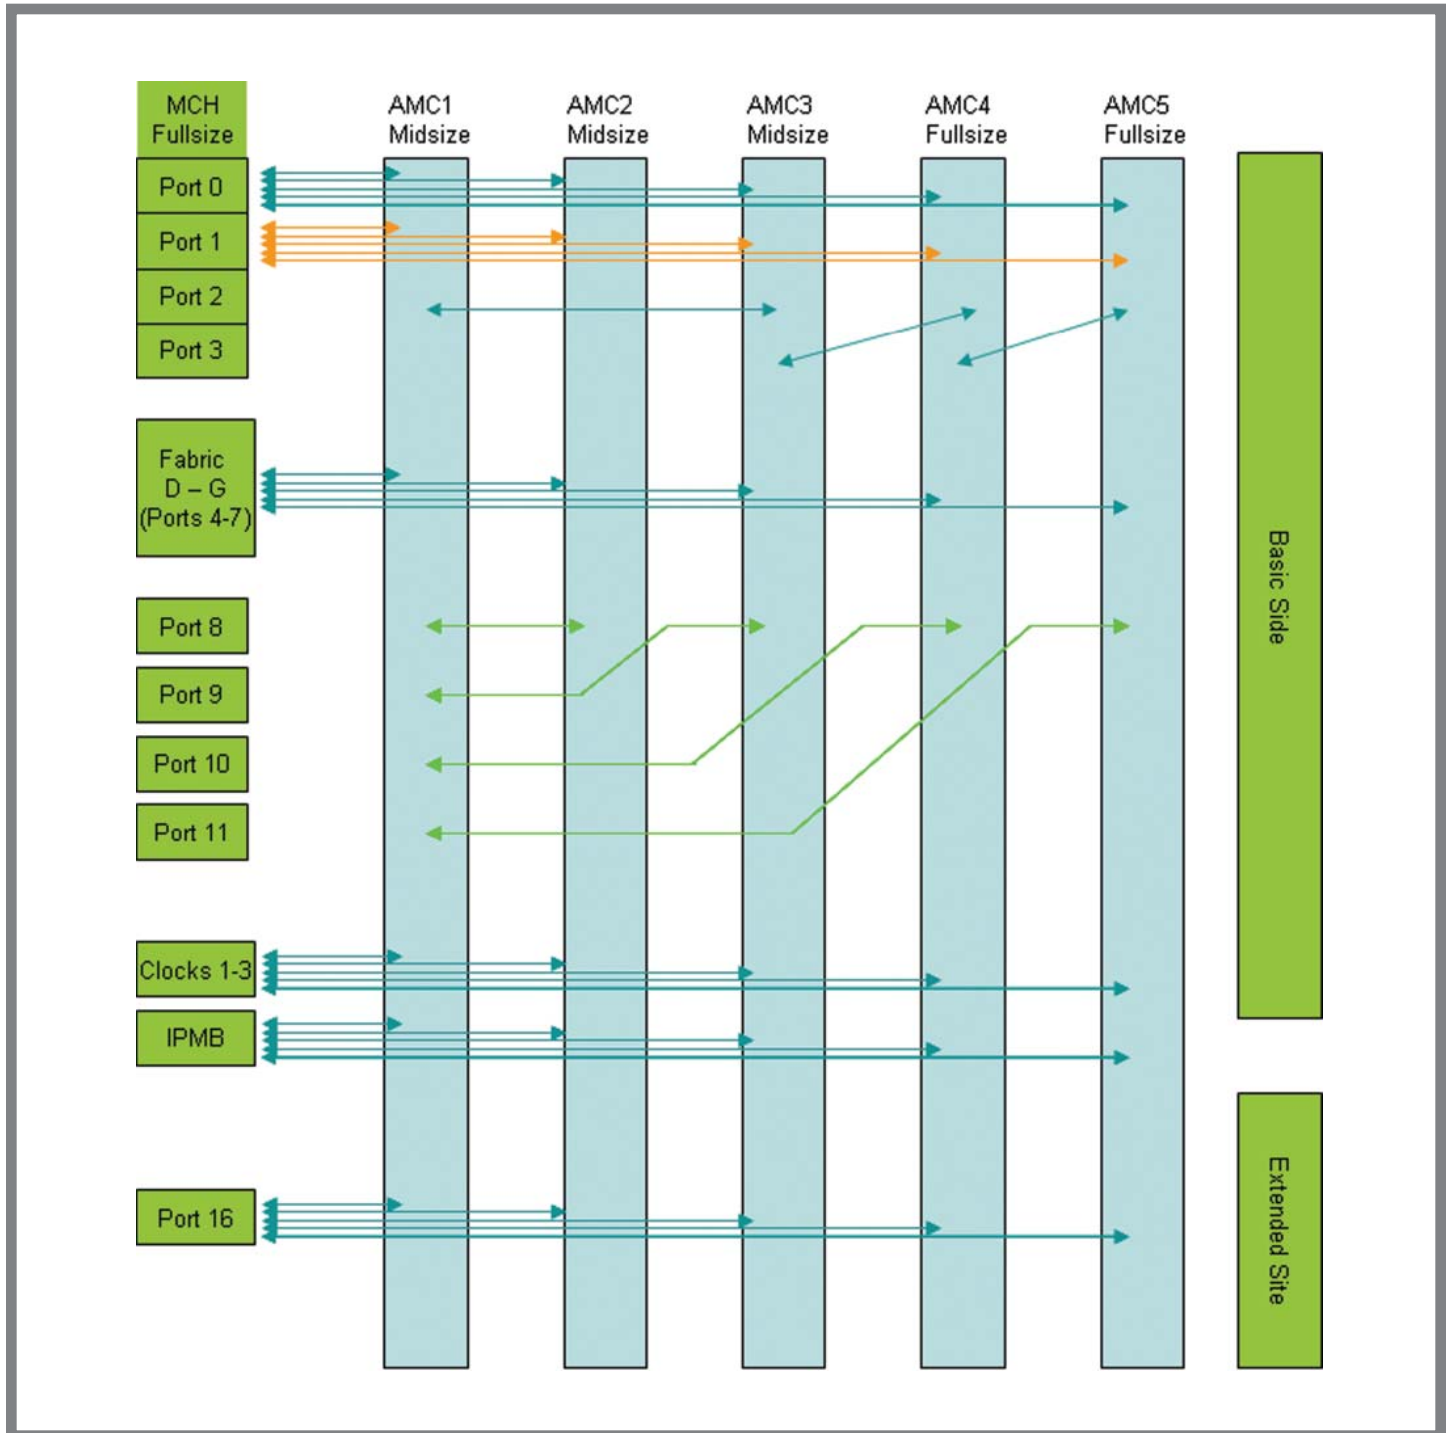 MCH
Fullsize
AMC1
Midsize
AMC2
Midsize
AMC3
Midsize
AMC4
Fullsize
AMC5
Fullsize
Port 0
Port 1
Port 2
Port 3
Fabric
D – G
(Ports 4-7)
Port 8
Port 9
Port 10
Port 11
Clocks 1-3
IPMB
Port 16
Basic Side
Extended Site